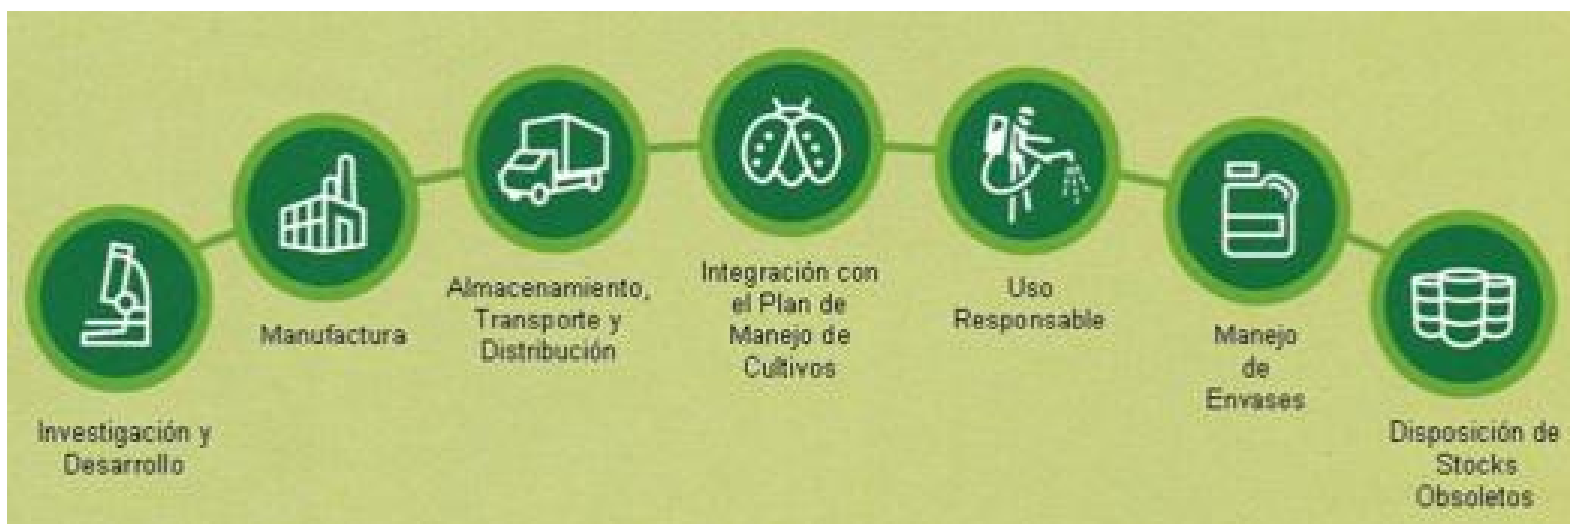 Investigación y
Desarrollo
Manufactura
Almacenamiento,
Transporte y
Distribución
Integración con
el Plan de
Manejo de
Cultivos
Uso
Responsable
Manejo
de
Envases
Disposición de
Stocks
Obsoletos